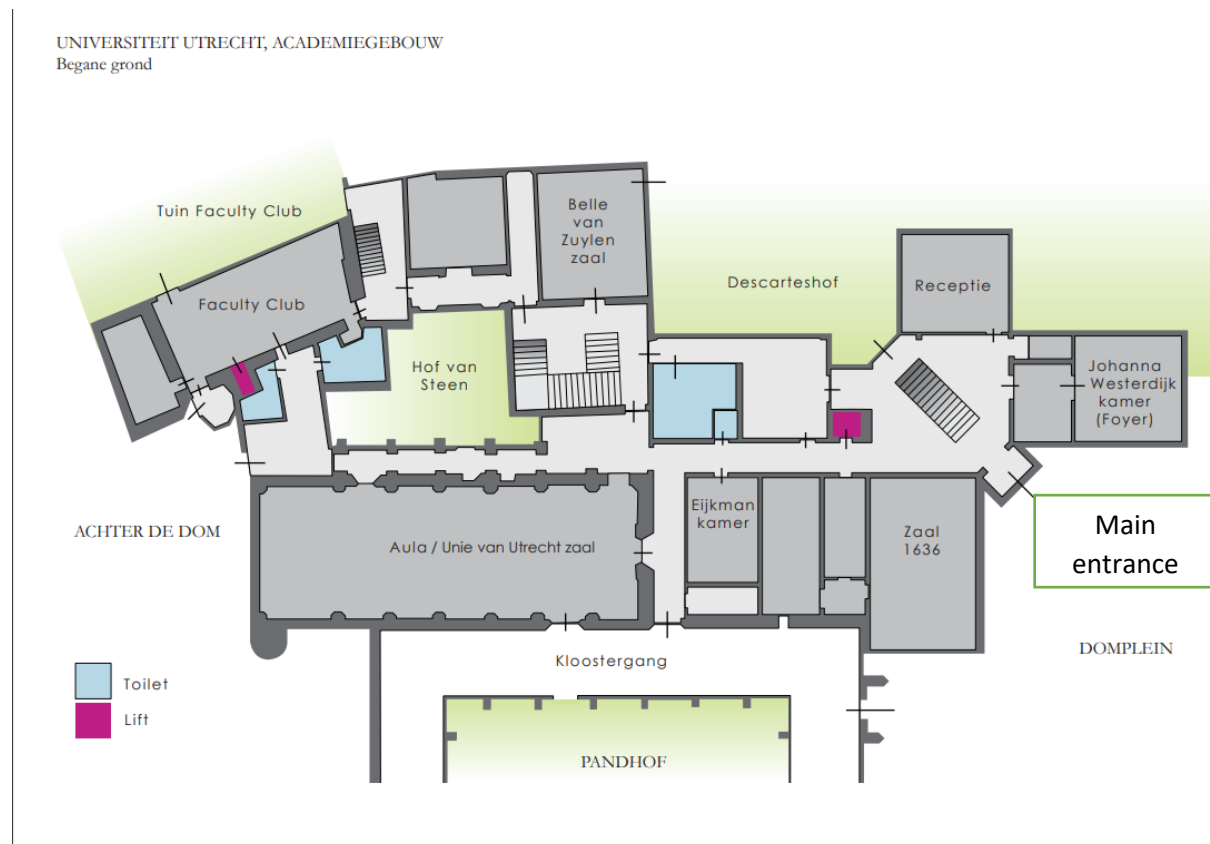 UNIVERSITEIT UTRECHT, ACADEMIEGEBOUW
Begane grond
Tuin Faculty Club
Faculty Club
Belle
van
Zuylen
zaal
Descarteshof
Receptie
Hof van
Steen
Johanna
Westerdijk
kamer
(Foyer)
ACHTER DE DOM
Aula / Unie van Utrecht zaal
Eijkman
kamer
Zaal
1636
Main
entrance
DOMPLEIN
Kloostergang
Toilet
Lift
PANDHOF